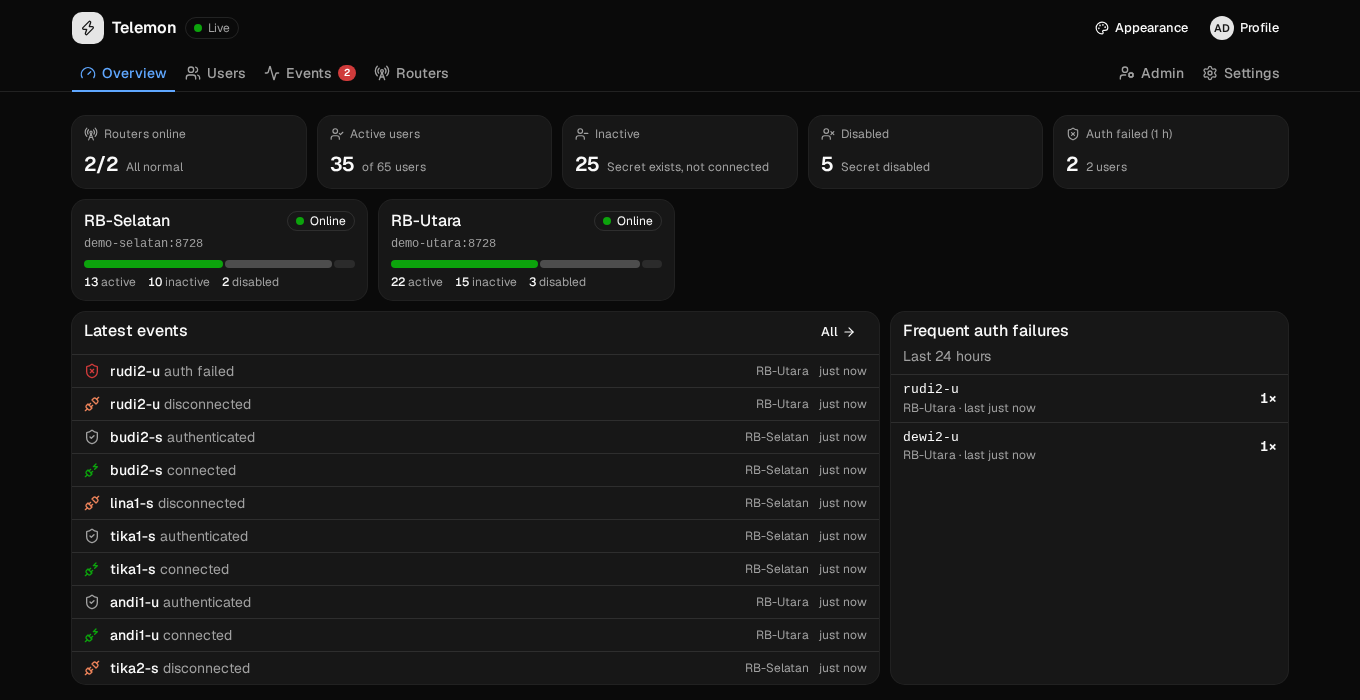 Telemon
Live
Appearance
AD Profile
Overview
Users
Events 2
Routers
Admin
Settings
Routers online
2/2 All normal
Active users
35 of 65 users
Inactive
25 Secret exists, not connected
Disabled
5 Secret disabled
Auth failed (1 h)
2 2 users
RB-Selatan
Online
demo-selatan:8728
13 active 10 inactive 2 disabled
RB-Utara
Online
demo-utara:8728
22 active 15 inactive 3 disabled
Latest events
All →
rudi2-u auth failed RB-Utara just now
rudi2-u disconnected RB-Utara just now
budi2-s authenticated RB-Selatan just now
budi2-s connected RB-Selatan just now
lina1-s disconnected RB-Selatan just now
tika1-s authenticated RB-Selatan just now
tika1-s connected RB-Selatan just now
andi1-u authenticated RB-Utara just now
andi1-u connected RB-Utara just now
tika2-s disconnected RB-Selatan just now
Frequent auth failures
Last 24 hours
rudi2-u
RB-Utara · last just now
1×
dewi2-u
RB-Utara · last just now
1×